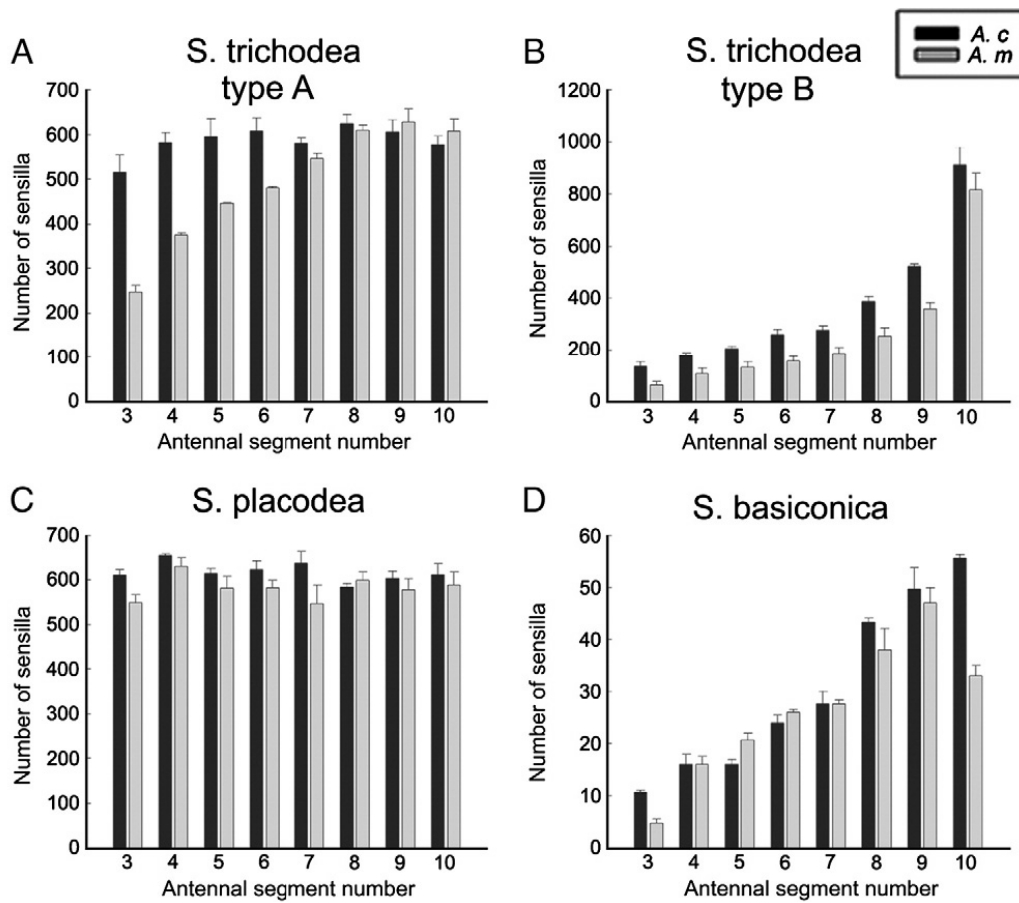 A
S. trichodea
type A
Number of sensilla
700
600
500
400
300
200
100
0
3 4 5 6 7 8 9 10
Antennal segment number
B
S. trichodea
type B
A. c
A. m
Number of sensilla
1200
1000
800
600
400
200
0
3 4 5 6 7 8 9 10
Antennal segment number
C
S. placodea
Number of sensilla
700
600
500
400
300
200
100
0
3 4 5 6 7 8 9 10
Antennal segment number
D
S. basiconica
Number of sensilla
60
50
40
30
20
10
0
3 4 5 6 7 8 9 10
Antennal segment number